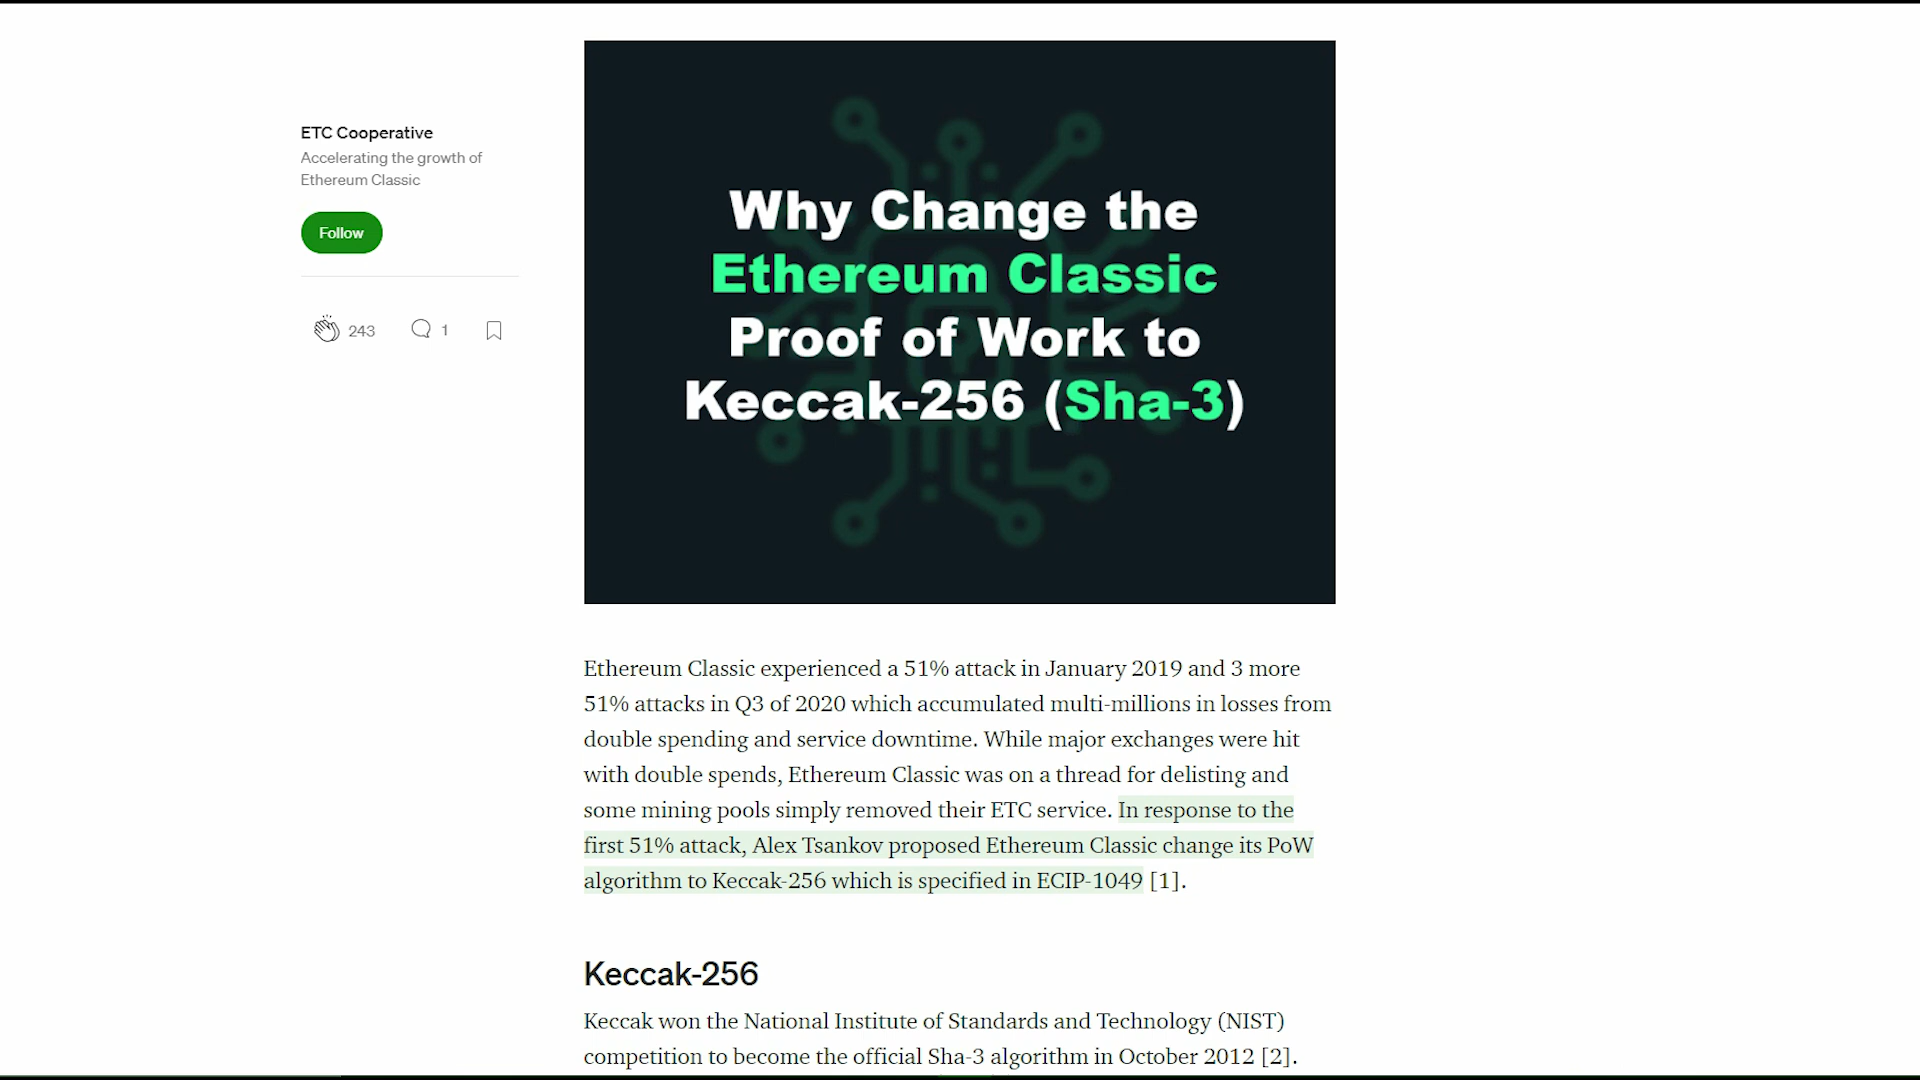 ETC Cooperative
Accelerating the growth of
Ethereum Classic
Follow
243
1
Why Change the
Ethereum Classic
Proof of Work to
Keccak-256 (Sha-3)
Ethereum Classic experienced a 51% attack in January 2019 and 3 more
51% attacks in Q3 of 2020 which accumulated multi-millions in losses from
double spending and service downtime. While major exchanges were hit
with double spends, Ethereum Classic was on a thread for delisting and
some mining pools simply removed their ETC service. In response to the
first 51% attack, Alex Tsankov proposed Ethereum Classic change its PoW
algorithm to Keccak-256 which is specified in ECIP-1049 [1].
Keccak-256
Keccak won the National Institute of Standards and Technology (NIST)
competition to become the official Sha-3 algorithm in October 2012 [2].